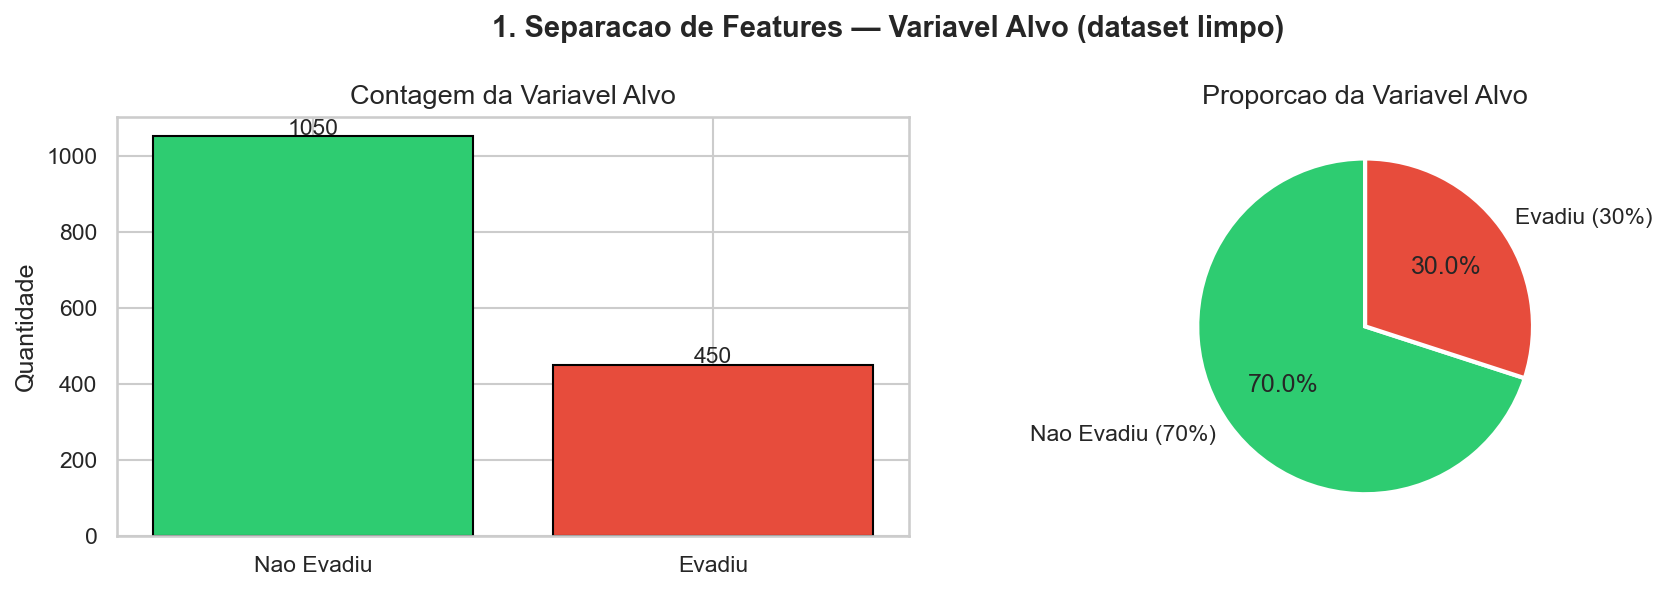 1. Separacao de Features — Variavel Alvo (dataset limpo)
Contagem da Variavel Alvo
Quantidade
1000
800
600
400
200
0
1050
450
Nao Evadiu
Evadiu
Proporcao da Variavel Alvo
Evadiu (30%)
30.0%
70.0%
Nao Evadiu (70%)